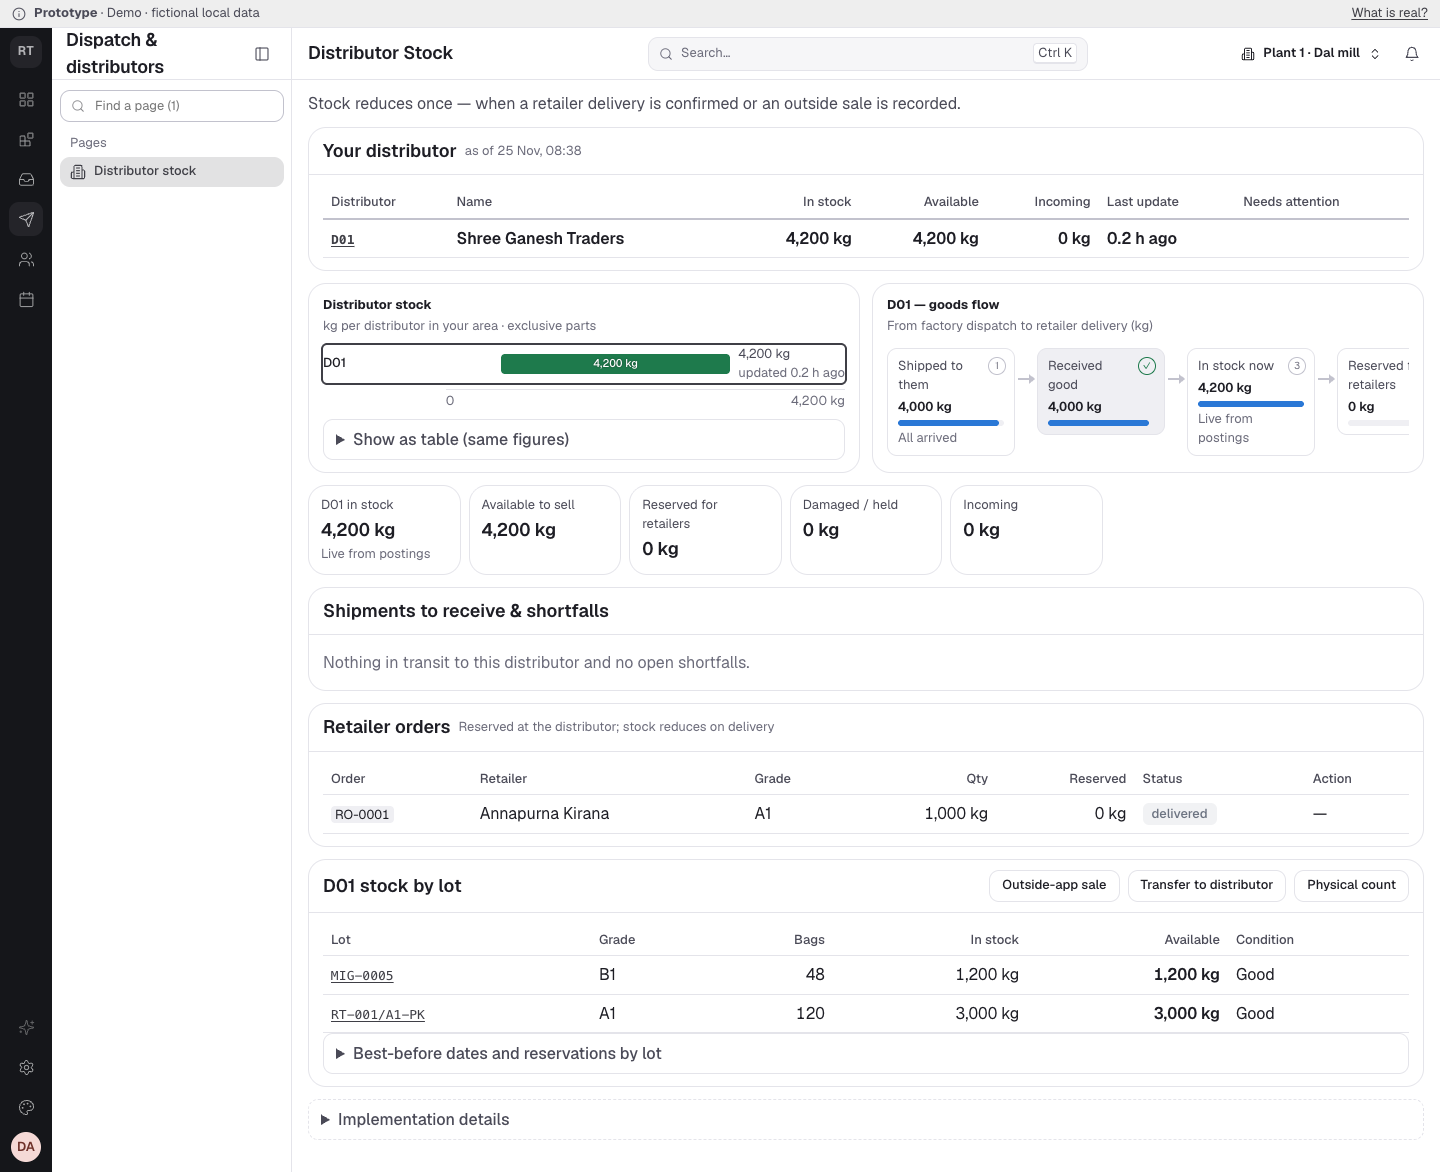 Prototype · Demo · fictional local data
What is real?
RT
Dispatch &
distributors
Distributor Stock
Search...
Ctrl K
Plant 1 · Dal mill
Find a page (1)
Pages
Distributor stock
Stock reduces once — when a retailer delivery is confirmed or an outside sale is recorded.
Your distributor as of 25 Nov, 08:38
Distributor Name In stock Available Incoming Last update Needs attention
D01 Shree Ganesh Traders 4,200 kg 4,200 kg 0 kg 0.2 h ago
Distributor stock
kg per distributor in your area · exclusive parts
D01
4,200 kg
4,200 kg
updated 0.2 h ago
0
4,200 kg
Show as table (same figures)
D01 — goods flow
From factory dispatch to retailer delivery (kg)
Shipped to
them
1
4,000 kg
All arrived
Received
good
4,000 kg
In stock now
3
4,200 kg
Live from
postings
Reserved f
retailers
0 kg
D01 in stock
4,200 kg
Live from postings
Available to sell
4,200 kg
Reserved for
retailers
0 kg
Damaged / held
0 kg
Incoming
0 kg
Shipments to receive & shortfalls
Nothing in transit to this distributor and no open shortfalls.
Retailer orders Reserved at the distributor; stock reduces on delivery
Order Retailer Grade Qty Reserved Status Action
RO-0001 Annapurna Kirana A1 1,000 kg 0 kg delivered —
D01 stock by lot
Outside-app sale
Transfer to distributor
Physical count
Lot Grade Bags In stock Available Condition
MIG-0005 B1 48 1,200 kg 1,200 kg Good
RT-001/A1-PK A1 120 3,000 kg 3,000 kg Good
Best-before dates and reservations by lot
Implementation details
DA